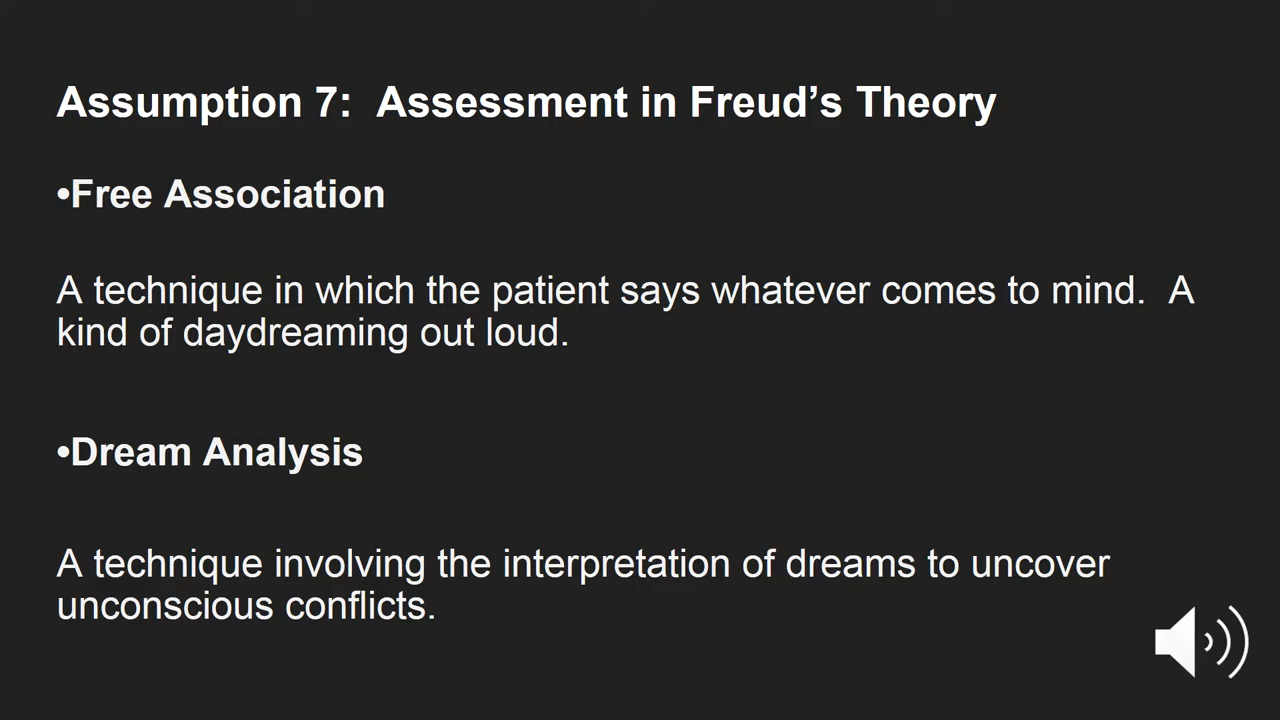 Assumption 7:  Assessment in Freud’s Theory
•Free Association
A technique in which the patient says whatever comes to mind.  A
kind of daydreaming out loud.
•Dream Analysis
A technique involving the interpretation of dreams to uncover
unconscious conflicts.